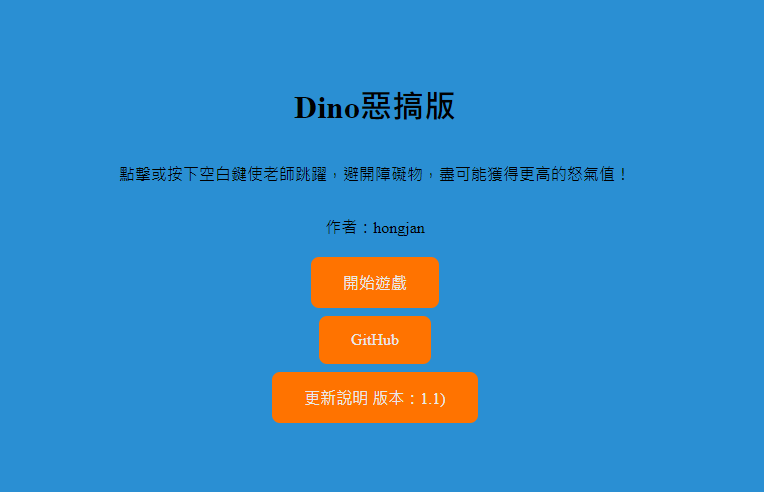 Dino惡搞版
點擊或按下空白鍵使老師跳躍，避開障礙物，盡可能獲得更高的怒氣值！
作者：hongjan
開始遊戲
GitHub
更新說明 版本：1.1)